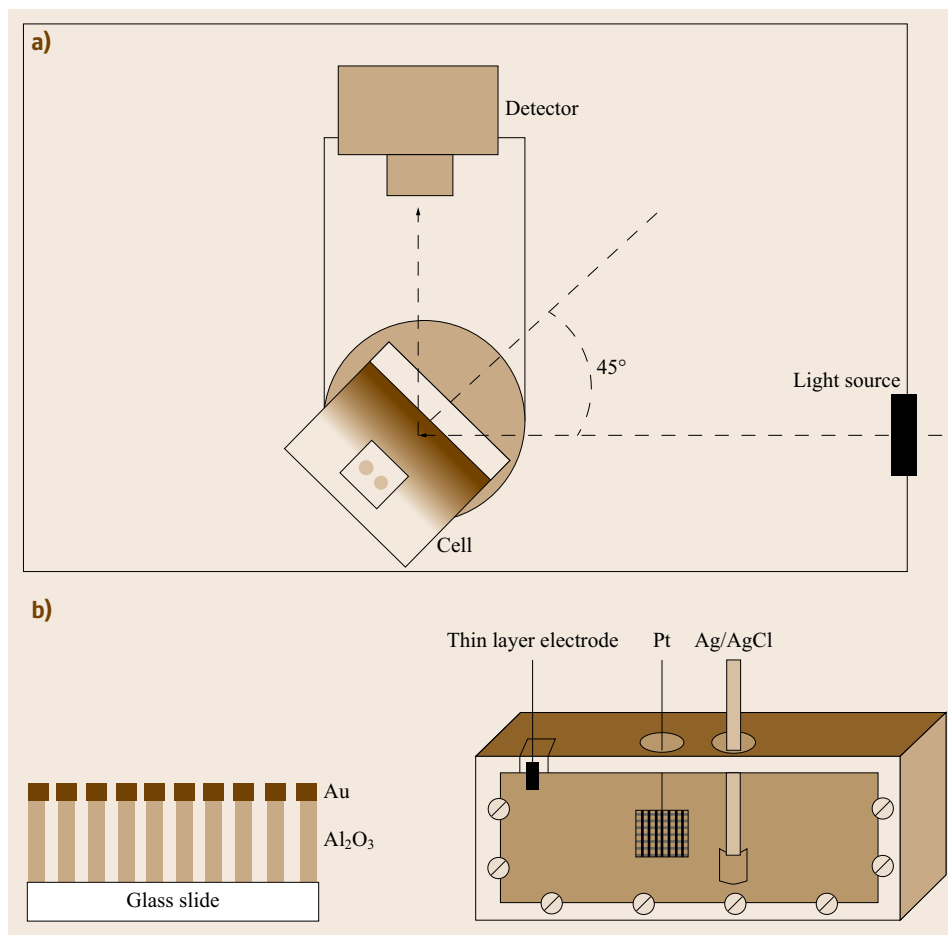 a)
Detector
45°
Light source
Cell
b)
Thin layer electrode Pt Ag/AgCl
Au
Al₂O₃
Glass slide